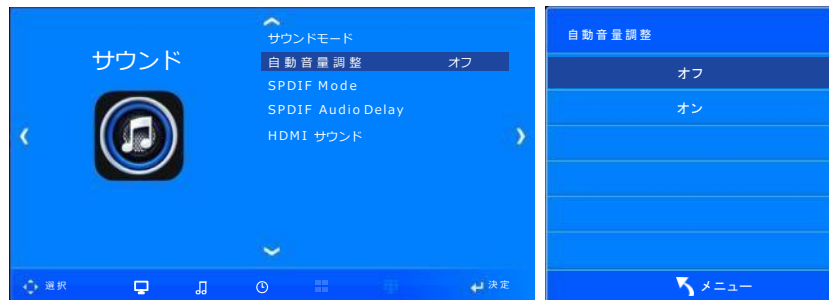 サウンド
サウンドモード
自動音量調整 オフ
SPDIF Mode
SPDIF Audio Delay
HDMI サウンド
選択
決定
自動音量調整
オフ
オン
メニュー